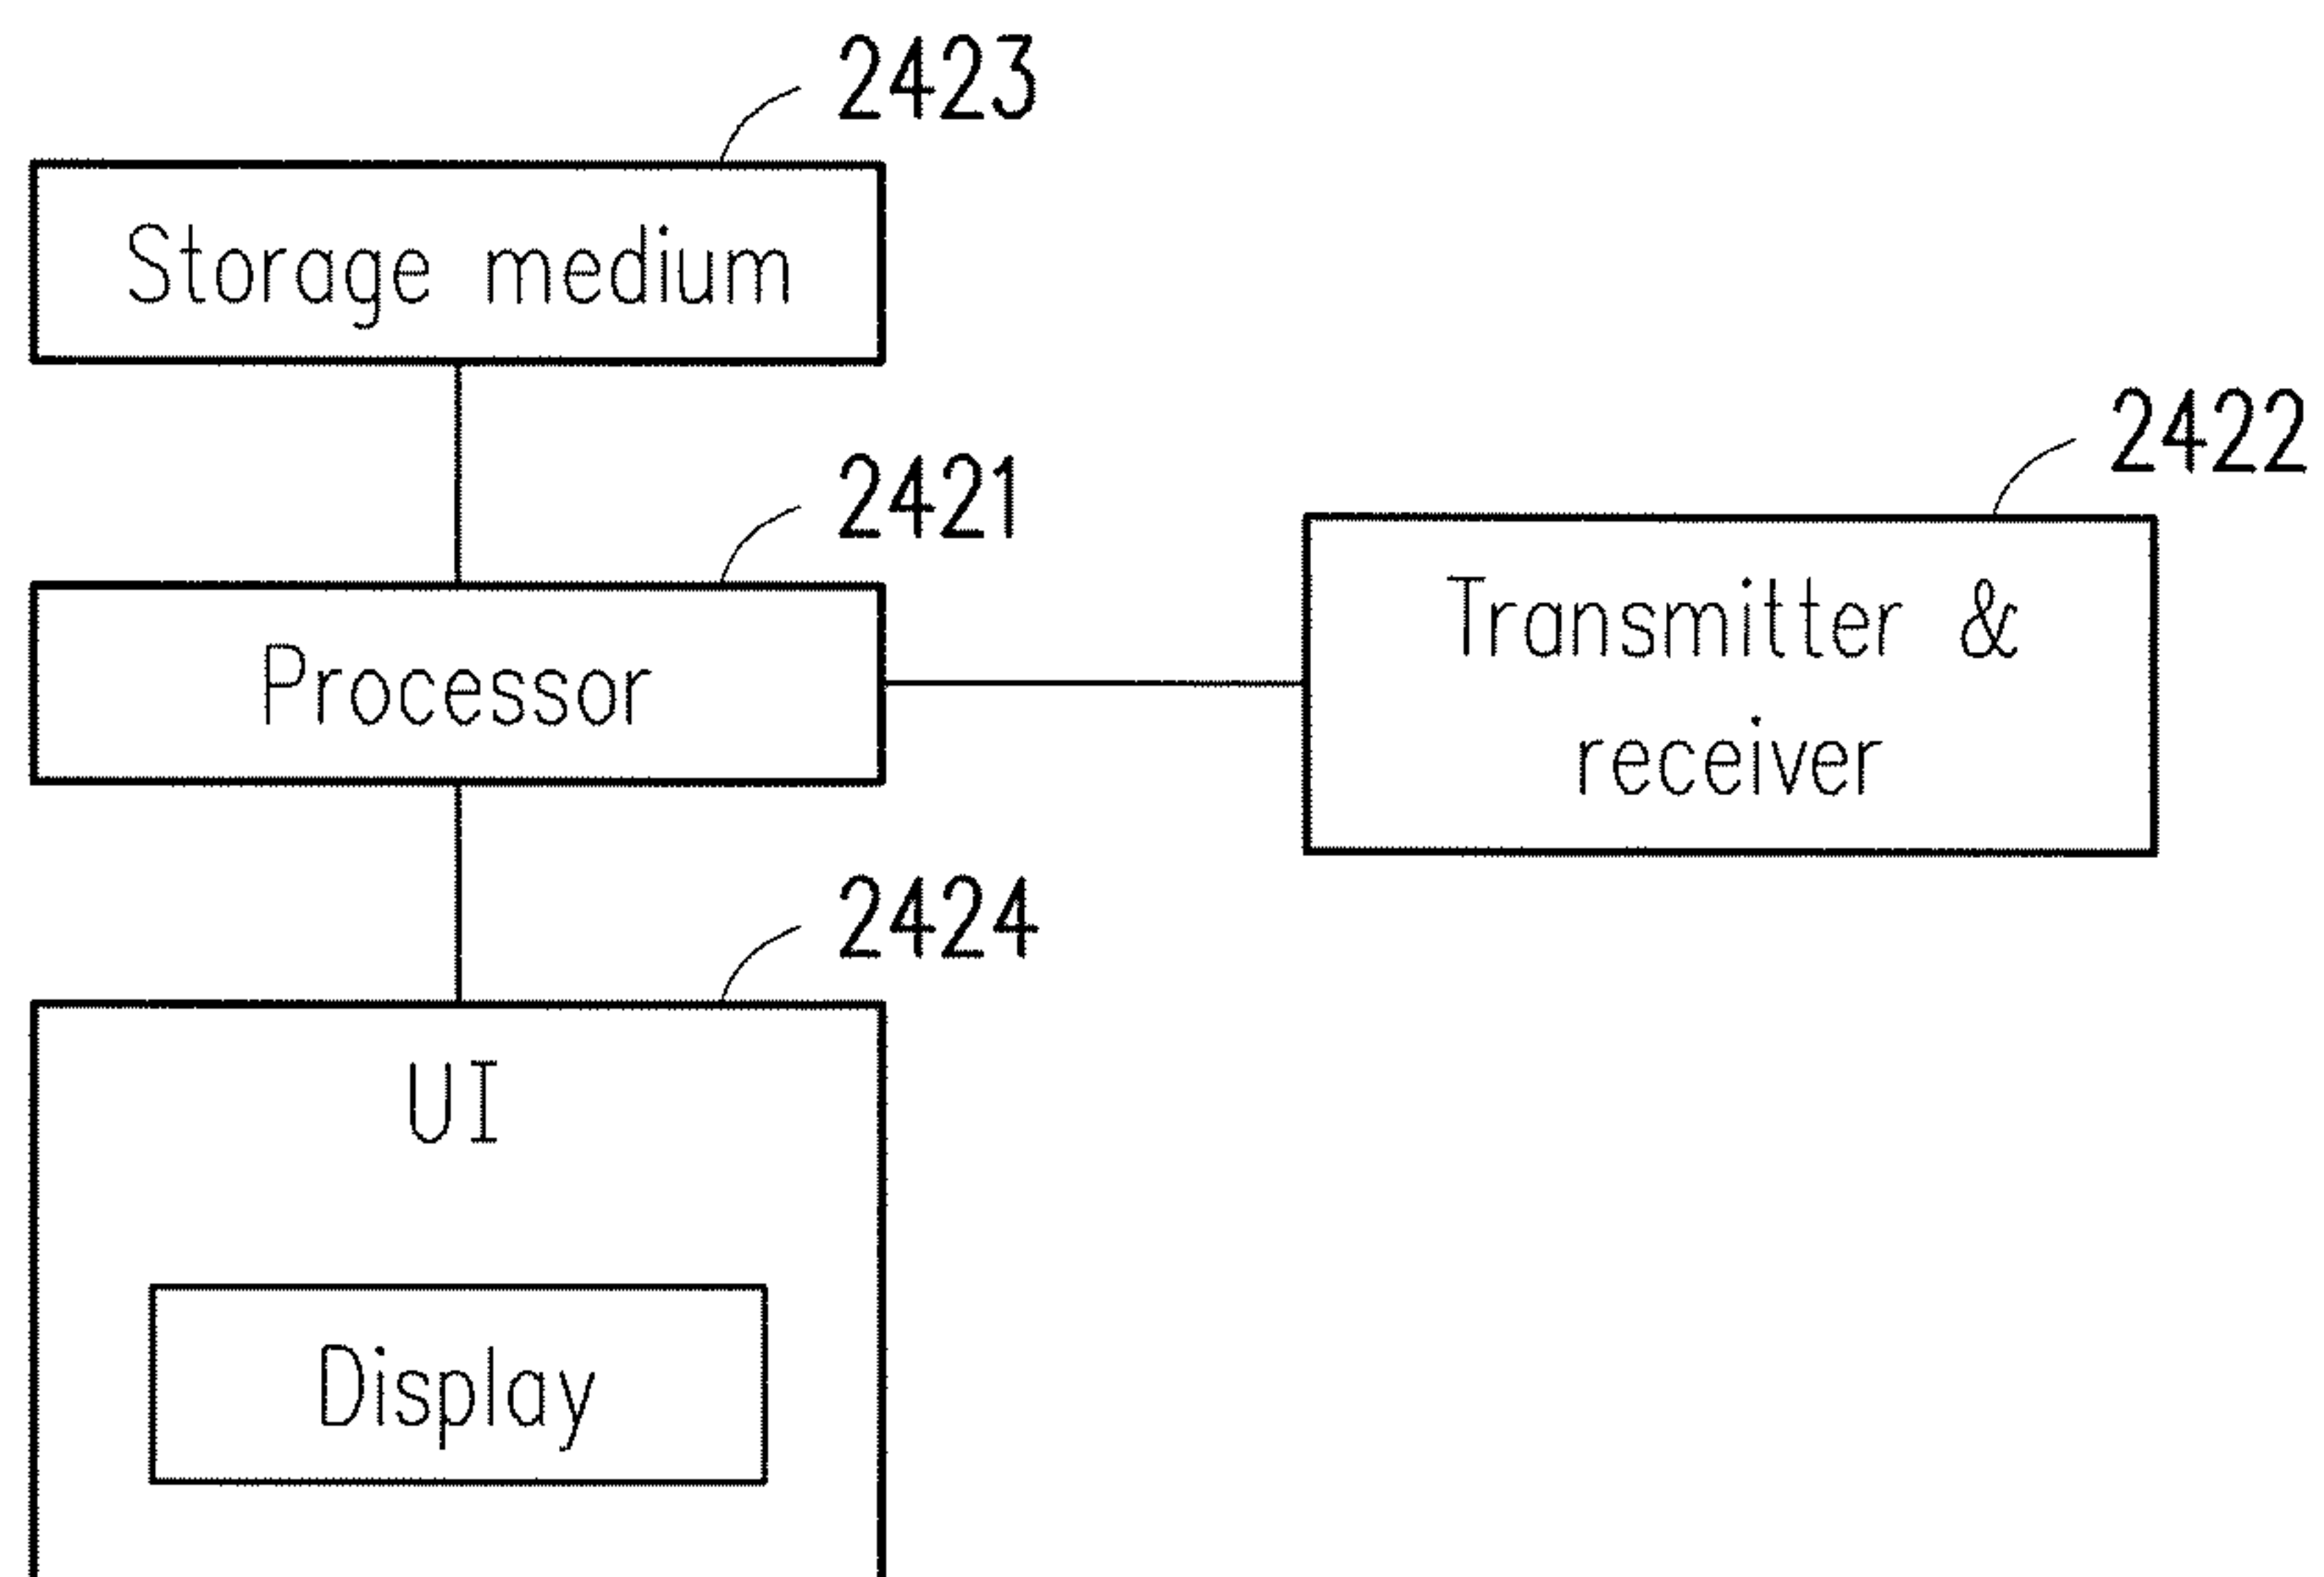 2423
Storage medium
2421
Processor
2422
Transmitter &
receiver
2424
UI
Display